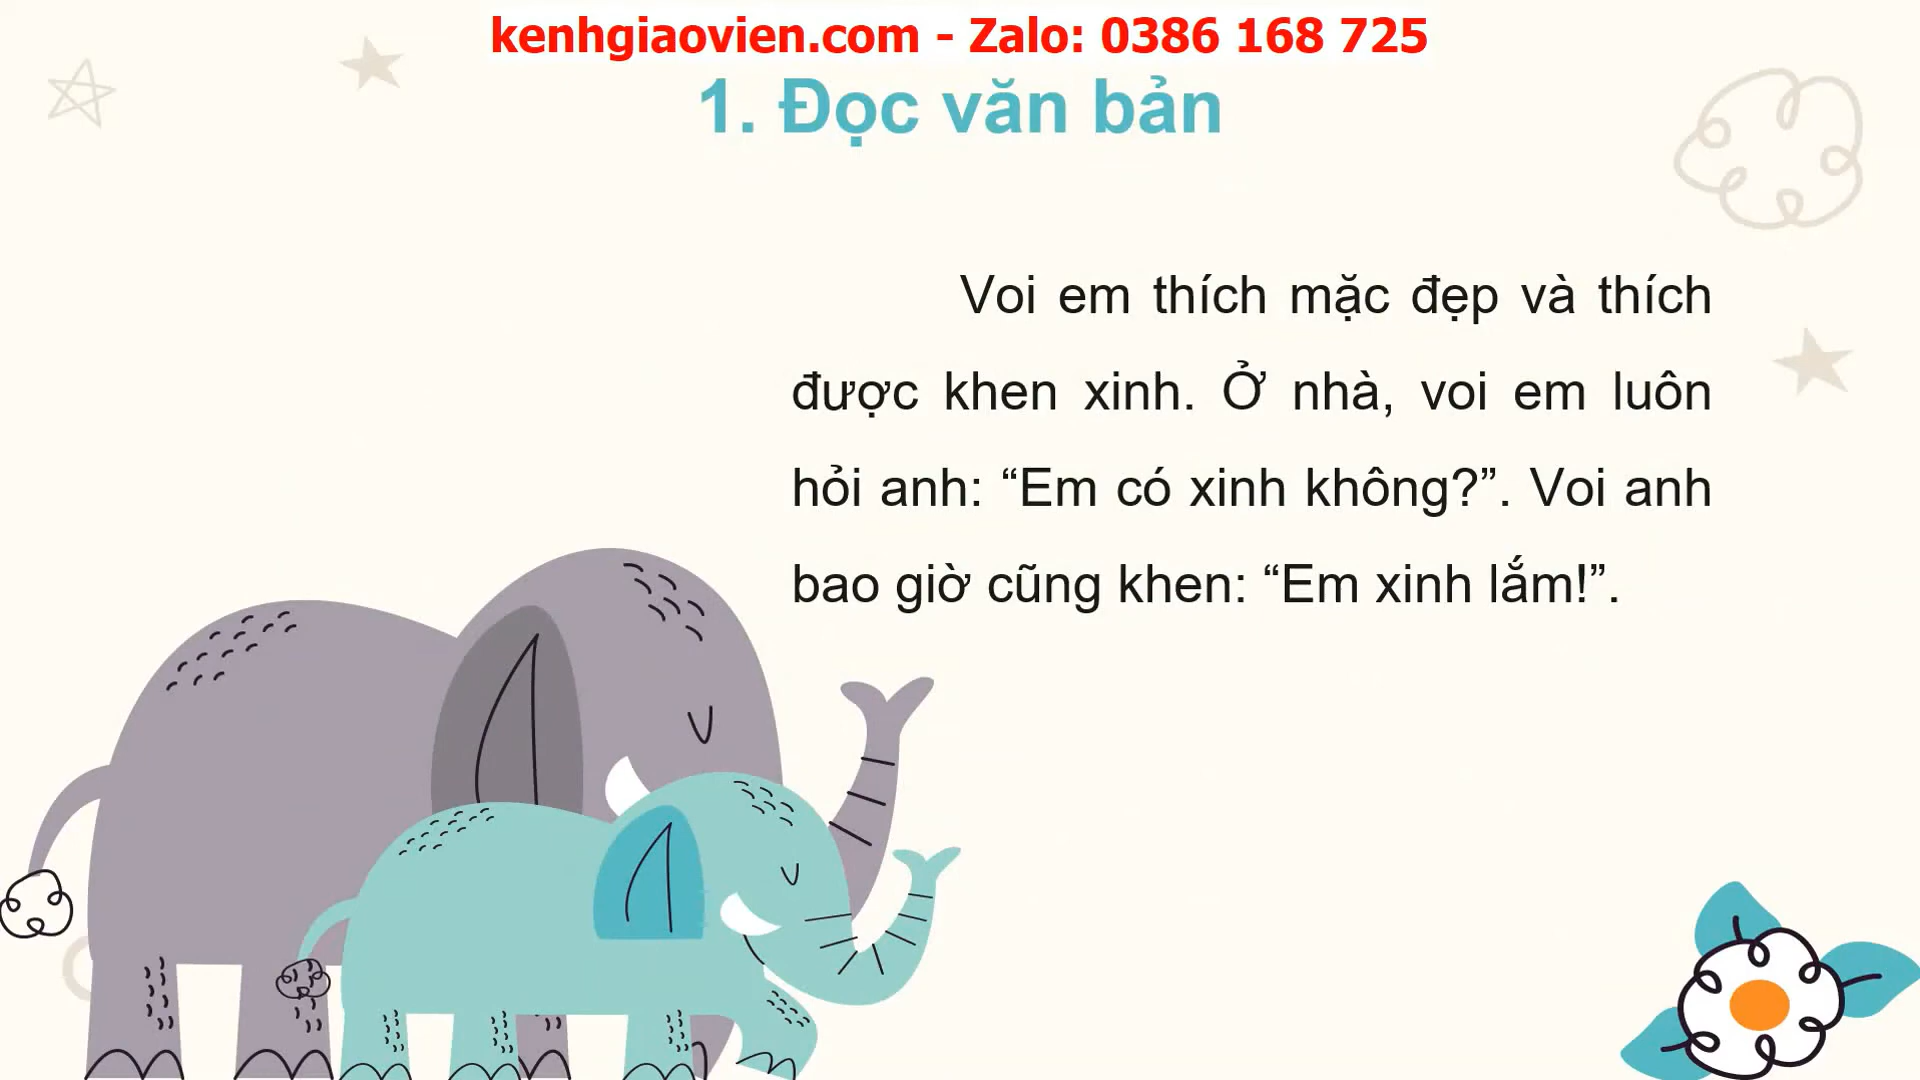 kenhgiaovien.com - Zalo: 0386 168 725
1. Đọc văn bản
Voi em thích mặc đẹp và thích
được khen xinh. Ở nhà, voi em luôn
hỏi anh: “Em có xinh không?”. Voi anh
bao giờ cũng khen: “Em xinh lắm!”.